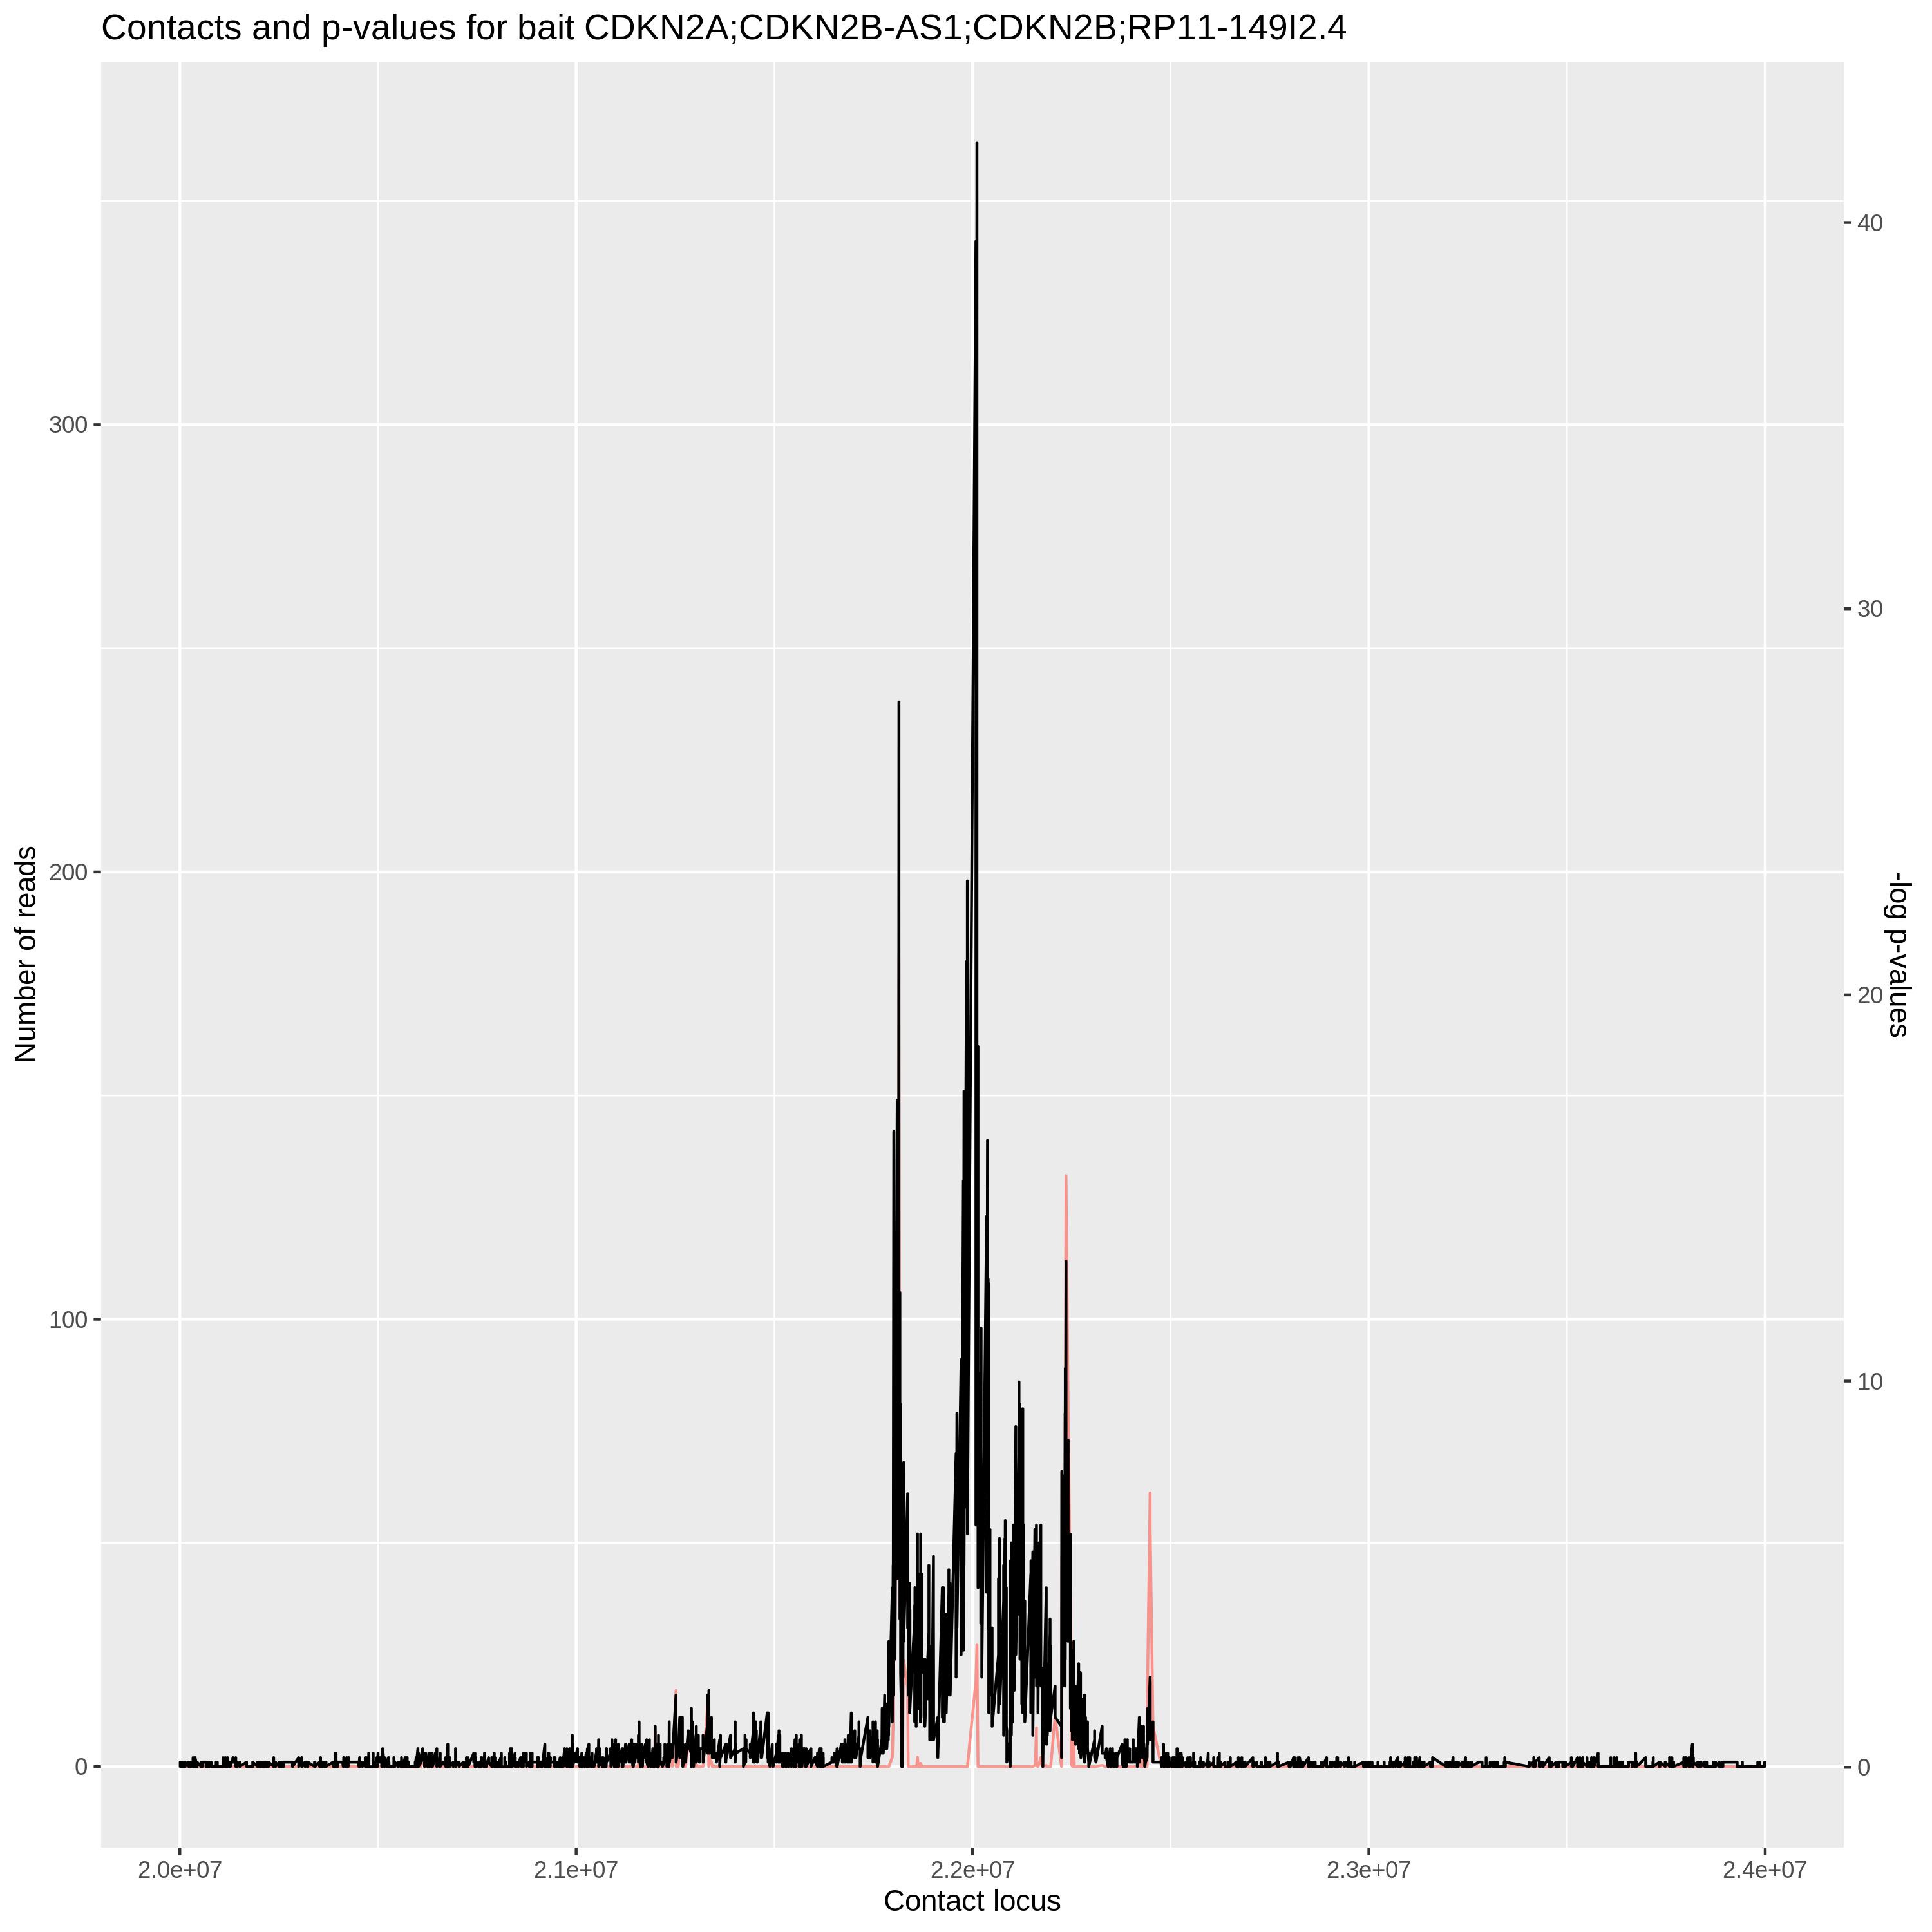 Contacts and p-values for bait CDKN2A;CDKN2B-AS1;CDKN2B;RP11-149I2.4
Number of reads
300
200
100
0
40
30
20
10
0
-log p-values
2.0e+07 2.1e+07 2.2e+07 2.3e+07 2.4e+07
Contact locus